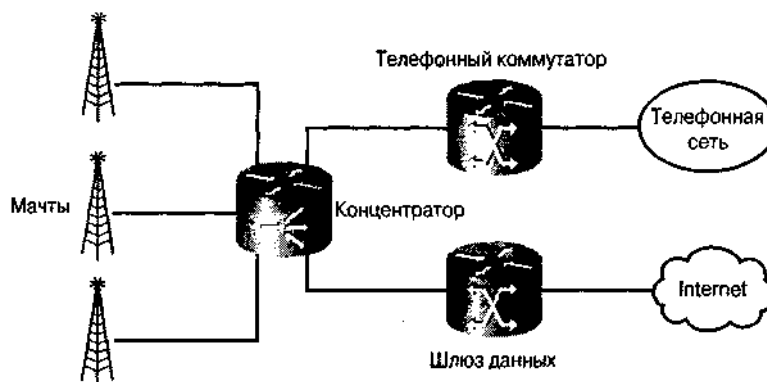 Телефонный коммутатор
Телефонная
сеть
Мачты
Концентратор
Internet
Шлюз данных